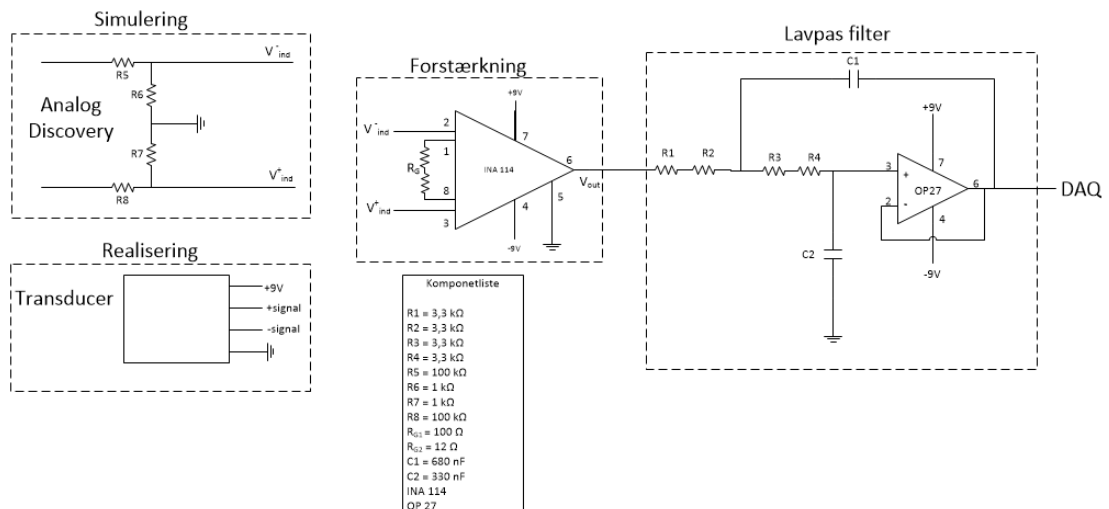 Simulering
V⁻ind
R5
R6
Analog
Discovery
R7
V⁺ind
R8
Realisering
Transducer
+9V
+signal
-signal
Forstærkning
+9V
V⁻ind
2
7
1
RG
INA 114
6
Vout
8
5
V⁺ind
4
3
-9V
Komponetliste
R1 = 3,3 kΩ
R2 = 3,3 kΩ
R3 = 3,3 kΩ
R4 = 3,3 kΩ
R5 = 100 kΩ
R6 = 1 kΩ
R7 = 1 kΩ
R8 = 100 kΩ
RG1 = 100 Ω
RG2 = 12 Ω
C1 = 680 nF
C2 = 330 nF
INA 114
OP 27
Lavpas filter
C1
+9V
R1
R2
R3
R4
7
3
+
OP27
6
DAQ
2
-
4
C2
-9V